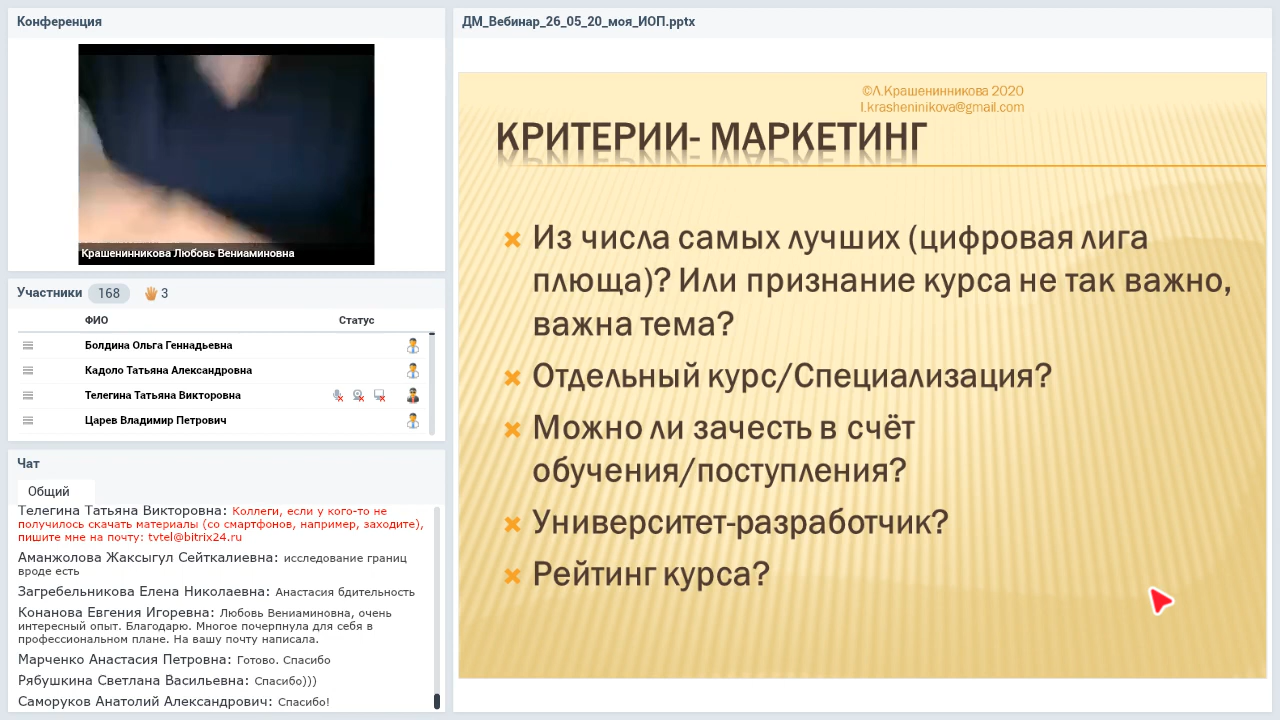 Конференция
Крашенинникова Любовь Вениаминовна
Участники 168 3
ФИО Статус
Болдина Ольга Геннадьевна
Кадоло Татьяна Александровна
Телегина Татьяна Викторовна
Царев Владимир Петрович
Чат
Общий
Телегина Татьяна Викторовна: Коллеги, если у кого-то не
получилось скачать материалы (со смартфонов, например, заходите),
пишите мне на почту: tvtel@bitrix24.ru
Аманжолова Жаксыгул Сейткалиевна: исследование границ
вроде есть
Загребельникова Елена Николаевна: Анастасия бдительность
Конанова Евгения Игоревна: Любовь Вениаминовна, очень
интересный опыт. Благодарю. Многое почерпнула для себя в
профессиональном плане. На вашу почту написала.
Марченко Анастасия Петровна: Готово. Спасибо
Рябушкина Светлана Васильевна: Спасибо)))
Саморуков Анатолий Александрович: Спасибо!
ДМ_Вебинар_26_05_20_моя_ИОП.pptx
©Л.Крашенинникова 2020
l.krasheninikova@gmail.com
КРИТЕРИИ- МАРКЕТИНГ
Из числа самых лучших (цифровая лига
плюща)? Или признание курса не так важно,
важна тема?
Отдельный курс/Специализация?
Можно ли зачесть в счёт
обучения/поступления?
Университет-разработчик?
Рейтинг курса?